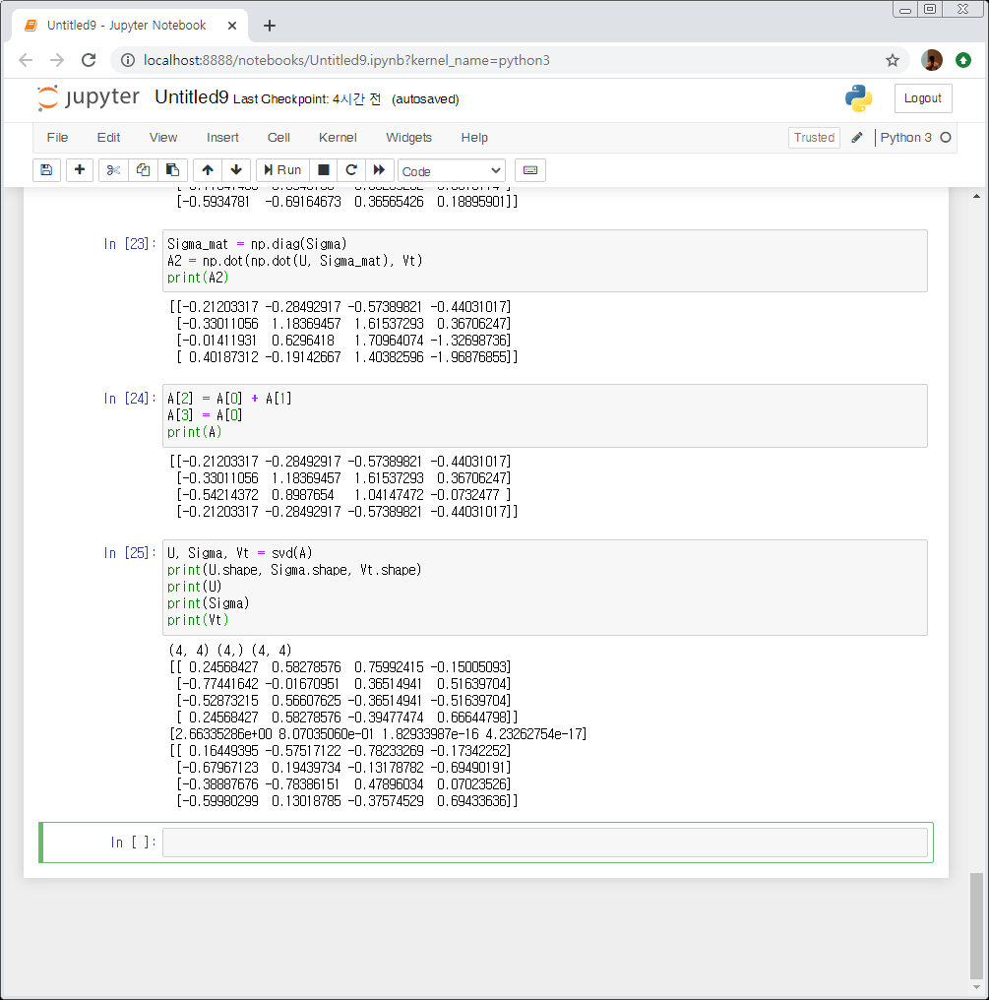 Untitled9 - Jupyter Notebook
localhost:8888/notebooks/Untitled9.ipynb?kernel_name=python3
jupyter Untitled9 Last Checkpoint: 4시간 전 (autosaved) Logout
File Edit View Insert Cell Kernel Widgets Help Trusted Python 3
Run Code
[-0.5934781 -0.69164673 0.36565426 0.18895901]]
In [23]: Sigma_mat = np.diag(Sigma)
A2 = np.dot(np.dot(U, Sigma_mat), Vt)
print(A2)
[[-0.21203317 -0.28492917 -0.57389821 -0.44031017]
[-0.33011056 1.18369457 1.61537293 0.36706247]
[-0.01411931 0.6296418 1.70964074 -1.32698736]
[ 0.40187312 -0.19142667 1.40382596 -1.96876855]]
In [24]: A[2] = A[0] + A[1]
A[3] = A[0]
print(A)
[[-0.21203317 -0.28492917 -0.57389821 -0.44031017]
[-0.33011056 1.18369457 1.61537293 0.36706247]
[-0.54214372 0.8987654 1.04147472 -0.0732477 ]
[-0.21203317 -0.28492917 -0.57389821 -0.44031017]]
In [25]: U, Sigma, Vt = svd(A)
print(U.shape, Sigma.shape, Vt.shape)
print(U)
print(Sigma)
print(Vt)
(4, 4) (4,) (4, 4)
[[ 0.24568427 0.58278576 0.75992415 -0.15005093]
[-0.77441642 -0.01670951 0.36514941 0.51639704]
[-0.52873215 0.56607625 -0.36514941 -0.51639704]
[ 0.24568427 0.58278576 -0.39477474 0.66644798]]
[2.66335286e+00 8.07035060e-01 1.82933987e-16 4.23262754e-17]
[[ 0.16449395 -0.57517122 -0.78233269 -0.17342252]
[-0.67967123 0.19439734 -0.13178782 -0.69490191]
[-0.38887676 -0.78386151 0.47896034 0.07023526]
[-0.59980299 0.13018785 -0.37574529 0.69433636]]
In [ ]: